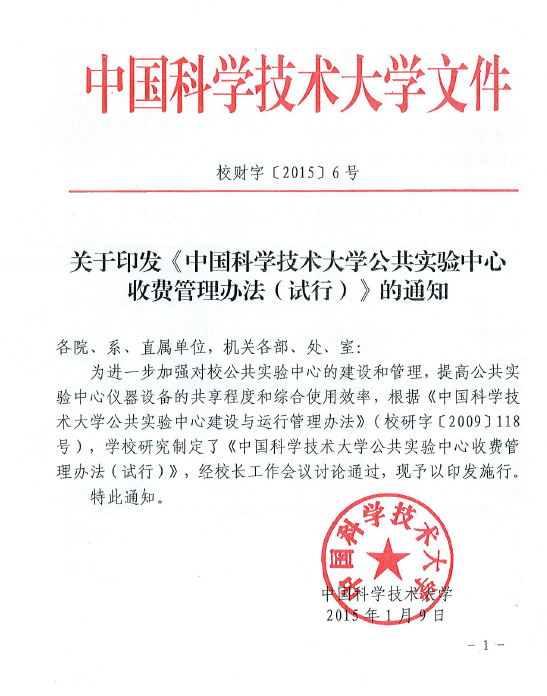 中国科学技术大学文件
校财字〔2015〕6号
关于印发《中国科学技术大学公共实验中心
收费管理办法（试行）》的通知
各院、系、直属单位，机关各部、处、室：
为进一步加强对校公共实验中心的建设和管理，提高公共实
验中心仪器设备的共享程度和综合使用效率，根据《中国科学技
术大学公共实验中心建设与运行管理办法》（校研字〔2009〕118
号），学校研究制定了《中国科学技术大学公共实验中心收费管
理办法（试行）》，经校长工作会议讨论通过，现予以印发施行。
特此通知。
中国科学技术大学
中国科学技术大学
2015年1月9日
- 1 -